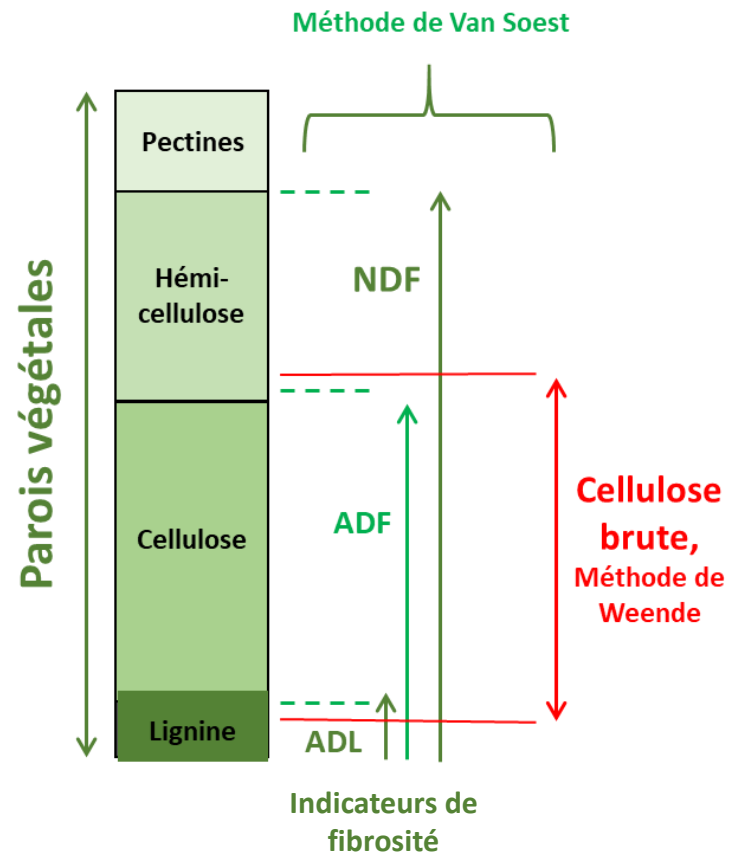 Méthode de Van Soest
Pectines
Hémi-
cellulose
NDF
Parois végétales
Cellulose
ADF
Cellulose
brute,
Méthode de
Weende
Lignine
ADL
Indicateurs de
fibrosité